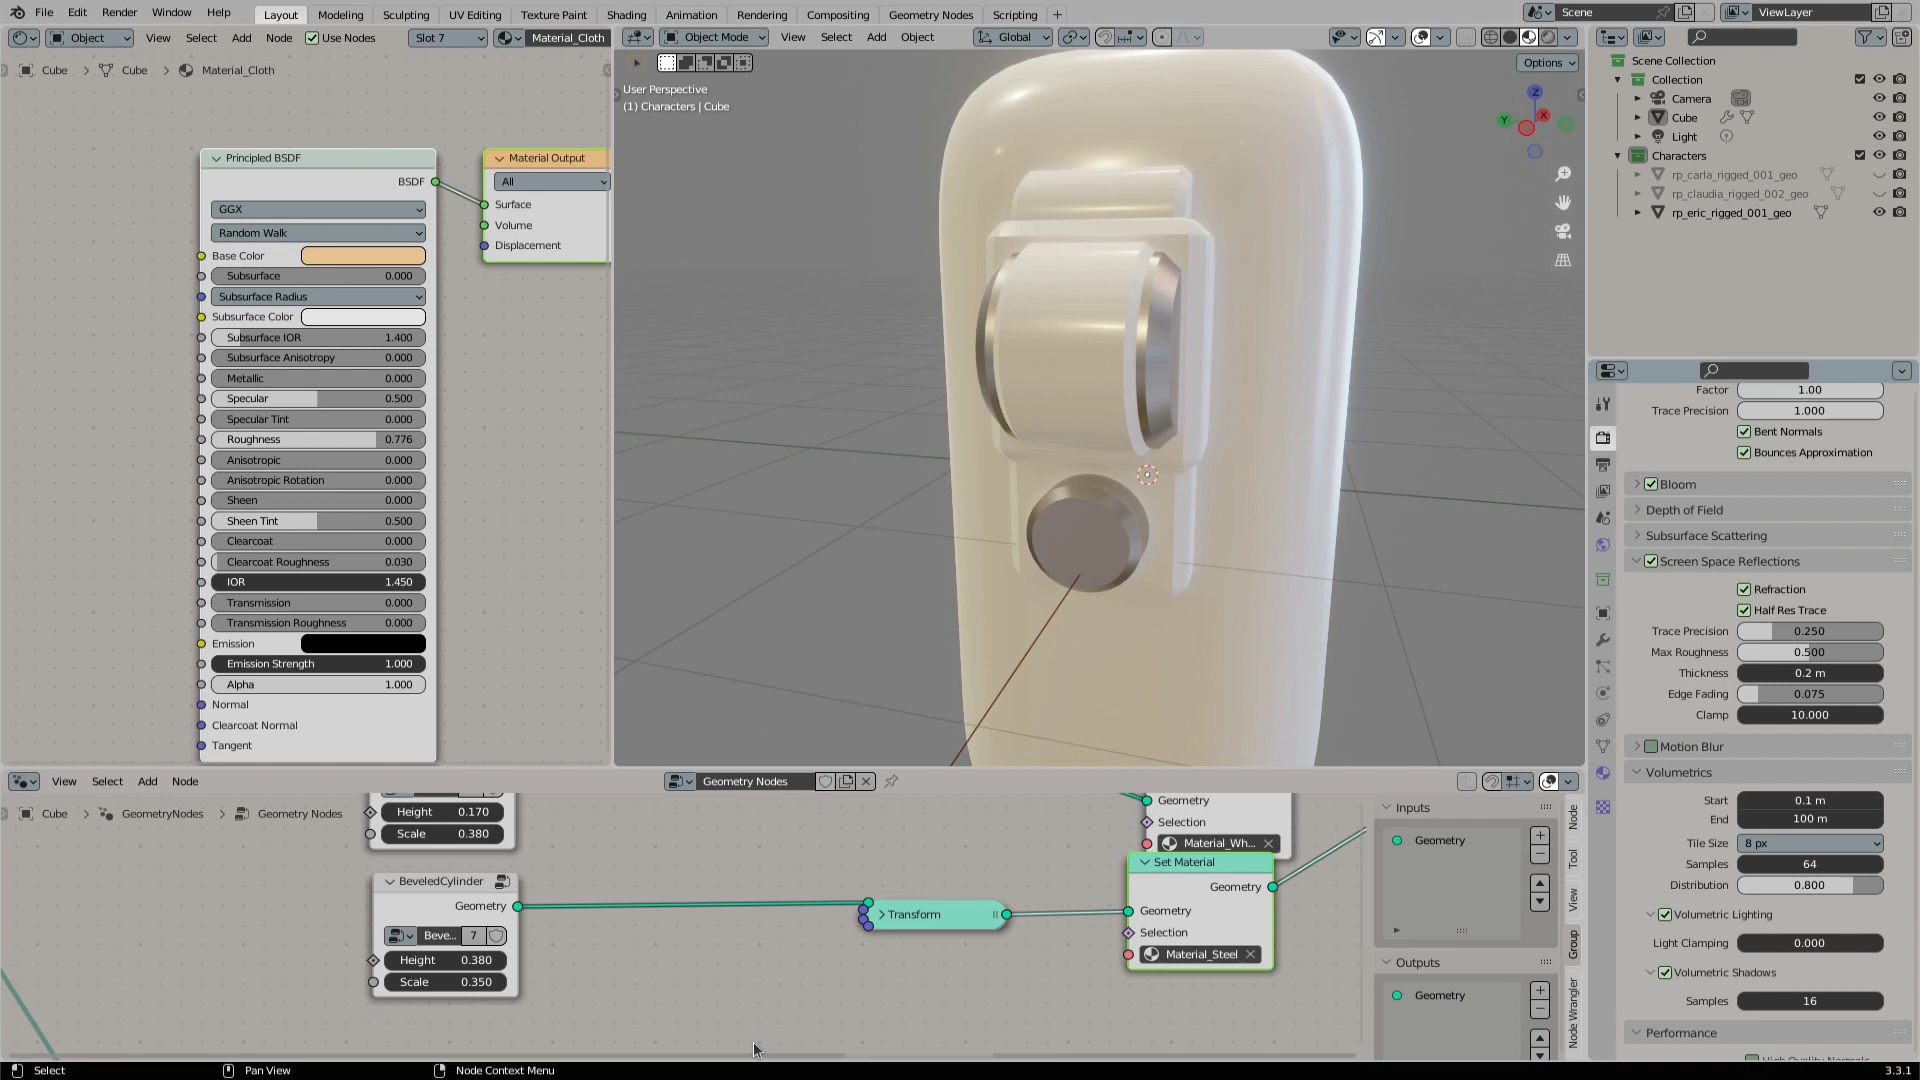 File Edit Render Window Help Layout Modeling Sculpting UV Editing Texture Paint Shading Animation Rendering Compositing Geometry Nodes Scripting + Scene ViewLayer
Object View Select Add Node Use Nodes Slot 7 Material_Cloth
Object Mode View Select Add Object Global
Cube > Cube > Material_Cloth
Options
User Perspective
(1) Characters | Cube
Z
X
Y
Principled BSDF
BSDF
GGX
Random Walk
Base Color
Subsurface 0.000
Subsurface Radius
Subsurface Color
Subsurface IOR 1.400
Subsurface Anisotropy 0.000
Metallic 0.000
Specular 0.500
Specular Tint 0.000
Roughness 0.776
Anisotropic 0.000
Anisotropic Rotation 0.000
Sheen 0.000
Sheen Tint 0.500
Clearcoat 0.000
Clearcoat Roughness 0.030
IOR 1.450
Transmission 0.000
Transmission Roughness 0.000
Emission
Emission Strength 1.000
Alpha 1.000
Normal
Clearcoat Normal
Tangent
Material Output
All
Surface
Volume
Displacement
Scene Collection
Collection
Camera
Cube
Light
Characters
rp_carla_rigged_001_geo
rp_claudia_rigged_002_geo
rp_eric_rigged_001_geo
Factor 1.00
Trace Precision 1.000
Bent Normals
Bounces Approximation
Bloom
Depth of Field
Subsurface Scattering
Screen Space Reflections
Refraction
Half Res Trace
Trace Precision 0.250
Max Roughness 0.500
Thickness 0.2 m
Edge Fading 0.075
Clamp 10.000
Motion Blur
Volumetrics
Start 0.1 m
End 100 m
Tile Size 8 px
Samples 64
Distribution 0.800
Volumetric Lighting
Light Clamping 0.000
Volumetric Shadows
Samples 16
Performance
High Quality Normals
View Select Add Node Geometry Nodes
Cube > GeometryNodes > Geometry Nodes
Height 0.170
Scale 0.380
BeveledCylinder
Geometry
Beve... 7
Height 0.380
Scale 0.350
Transform
Geometry
Selection
Material_Wh...
Set Material
Geometry
Geometry
Selection
Material_Steel
Inputs
Geometry
Outputs
Geometry
Node
Tool
View
Group
Node Wrangler
Select Pan View Node Context Menu 3.3.1